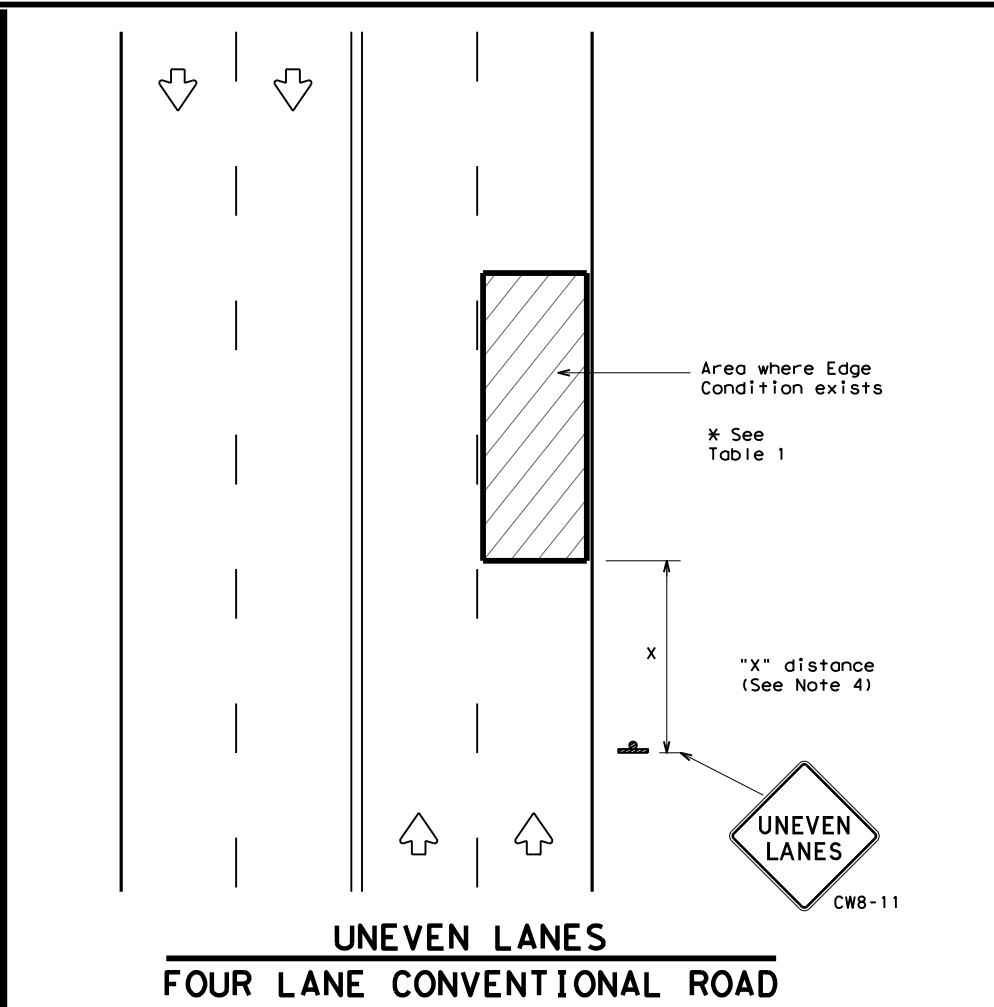 Area where Edge
Condition exists
* See
Table 1
X
"X" distance
(See Note 4)
UNEVEN
LANES
CW8-11
UNEVEN LANES
FOUR LANE CONVENTIONAL ROAD